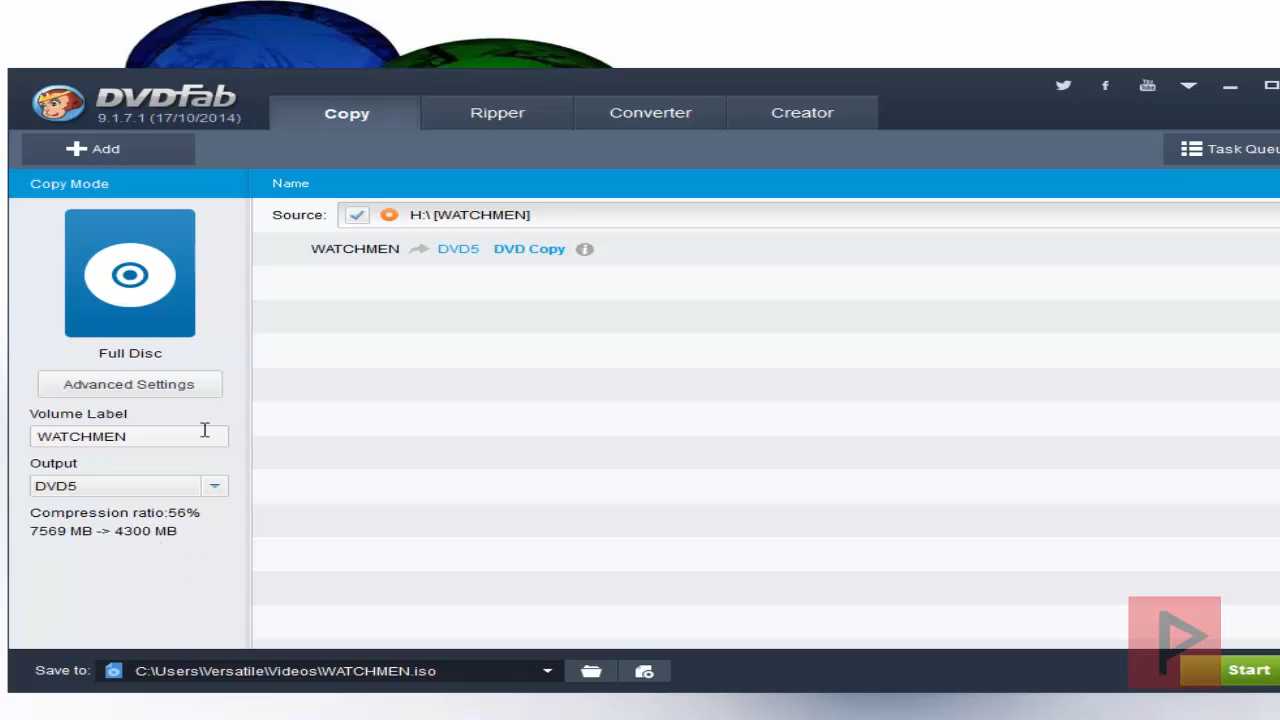 DVDFab
9.1.7.1 (17/10/2014)
Copy
Ripper
Converter
Creator
Add
Task Queu
Copy Mode
Name
Source:
H:\ [WATCHMEN]
WATCHMEN DVD5 DVD Copy
Full Disc
Advanced Settings
Volume Label
WATCHMEN
Output
DVD5
Compression ratio:56%
7569 MB -> 4300 MB
Save to: C:\Users\Versatile\Videos\WATCHMEN.iso
Start